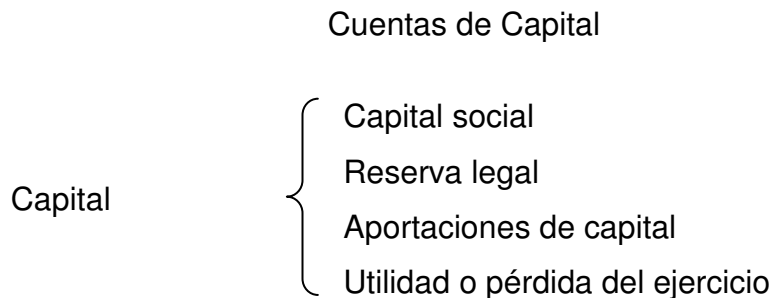 Cuentas de Capital
Capital
Capital social
Reserva legal
Aportaciones de capital
Utilidad o pérdida del ejercicio